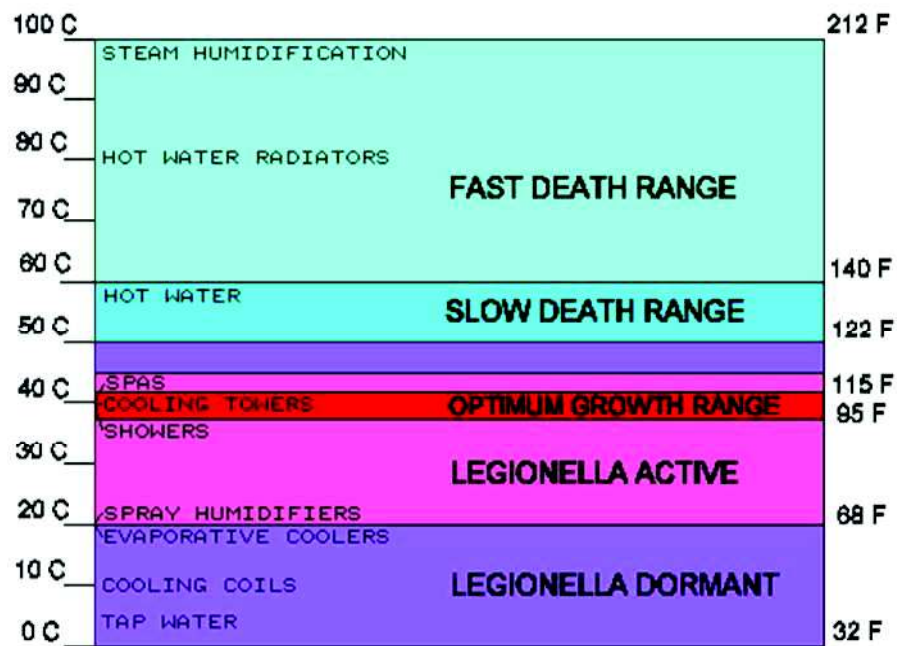 100 C
212 F
STEAM HUMIDIFICATION
90 C
80 C
HOT WATER RADIATORS
FAST DEATH RANGE
70 C
60 C
140 F
HOT WATER
SLOW DEATH RANGE
50 C
122 F
SPAS
115 F
40 C
COOLING TOWERS
OPTIMUM GROWTH RANGE
95 F
SHOWERS
30 C
LEGIONELLA ACTIVE
20 C
SPRAY HUMIDIFIERS
68 F
EVAPORATIVE COOLERS
10 C
COOLING COILS
LEGIONELLA DORMANT
TAP WATER
0 C
32 F